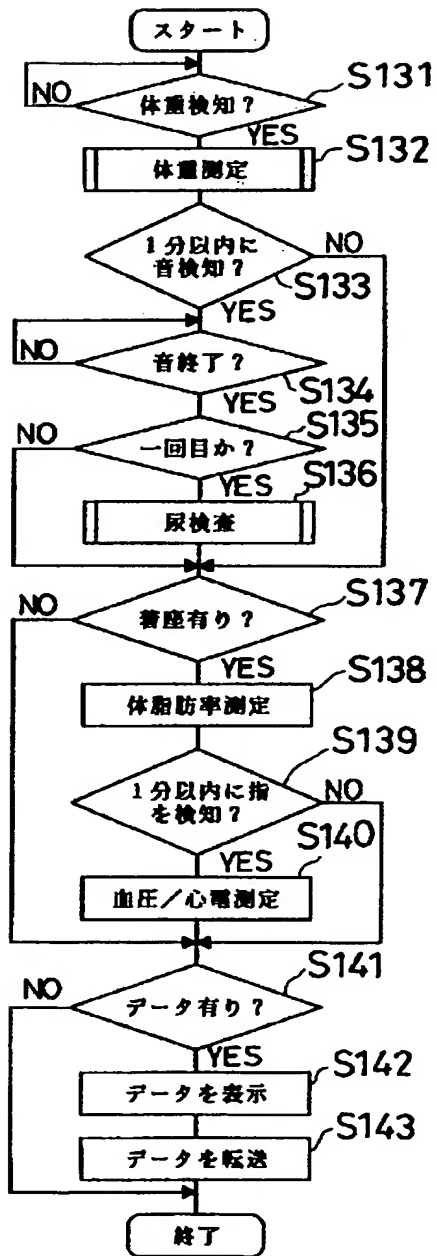 スタート
S131
NO
体重検知?
YES
S132
体重測定
1分以内に
音検知?
NO
S133
YES
NO
音終了?
S134
YES
S135
NO
一回目か?
YES
S136
尿検査
S137
NO
着座有り?
YES
S138
体脂肪率測定
S139
1分以内に指
を検知?
NO
S140
YES
血圧/心電測定
S141
NO
データ有り?
YES
S142
データを表示
S143
データを転送
終了